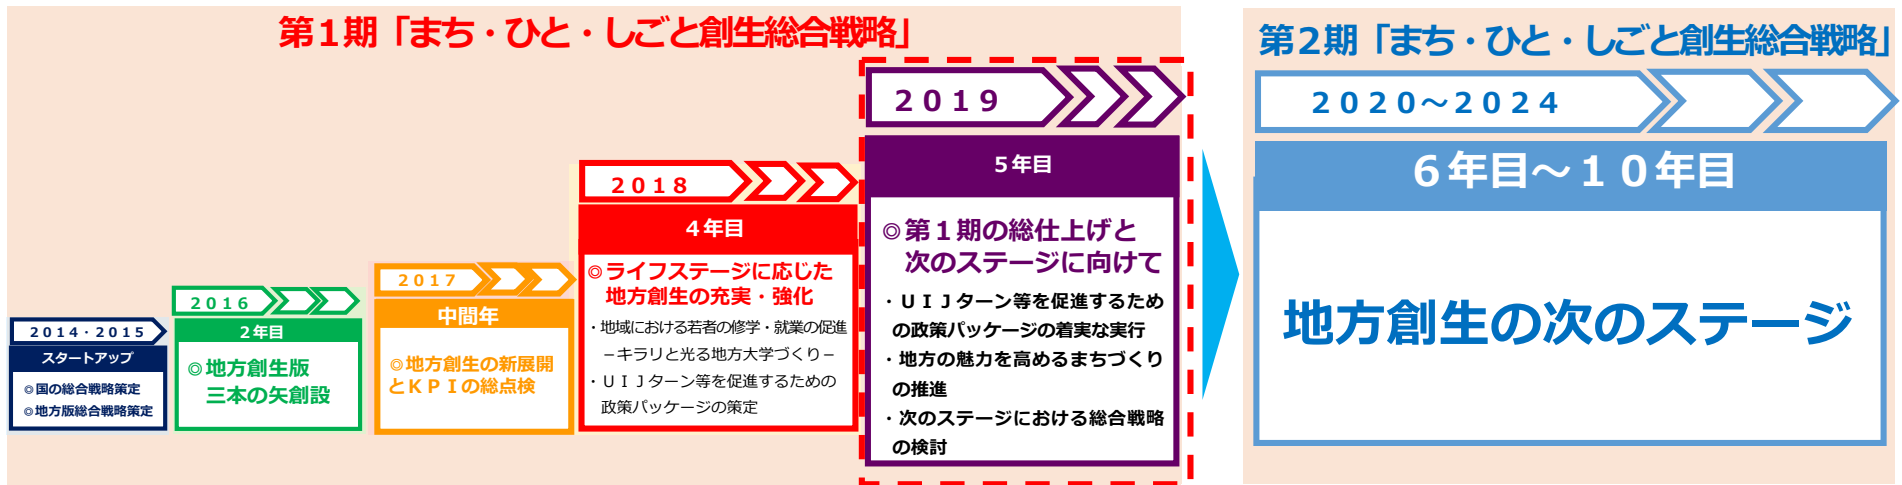 第１期「まち・ひと・しごと創生総合戦略」
２０１４・２０１５
スタートアップ
◎国の総合戦略策定
◎地方版総合戦略策定
２０１６
２年目
◎地方創生版
三本の矢創設
２０１７
中間年
◎地方創生の新展開
とＫＰＩの総点検
２０１８
４年目
◎ライフステージに応じた
地方創生の充実・強化
・地域における若者の修学・就業の促進
－キラリと光る地方大学づくり－
・ＵＩＪターン等を促進するための
政策パッケージの策定
２０１９
５年目
◎第１期の総仕上げと
次のステージに向けて
・ＵＩＪターン等を促進するため
の政策パッケージの着実な実行
・地方の魅力を高めるまちづくり
の推進
・次のステージにおける総合戦略
の検討
第２期「まち・ひと・しごと創生総合戦略」
２０２０～２０２４
６年目～１０年目
地方創生の次のステージ